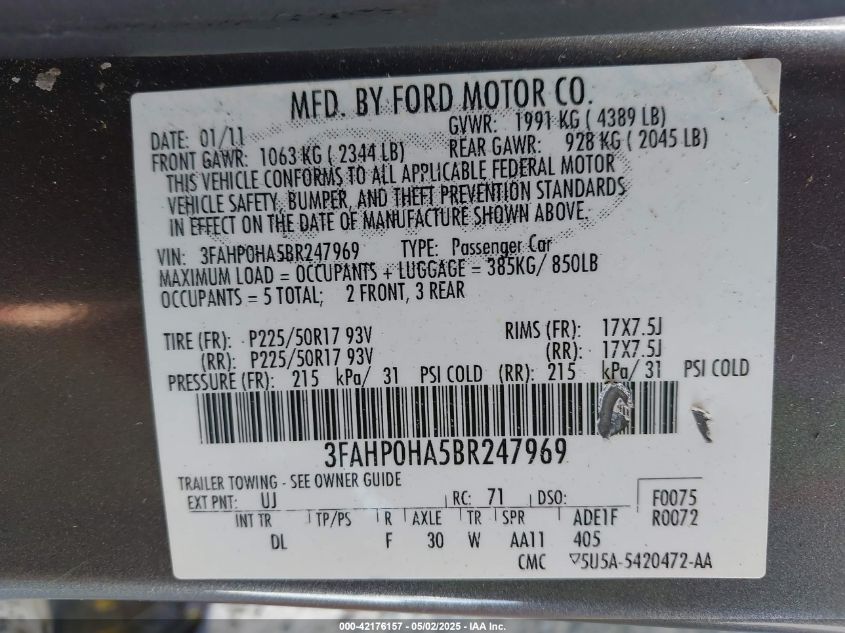 MFD. BY FORD MOTOR CO.
DATE: 01/11 GVWR: 1991 KG ( 4389 LB)
FRONT GAWR: 1063 KG ( 2344 LB) REAR GAWR: 928 KG ( 2045 LB)
THIS VEHICLE CONFORMS TO ALL APPLICABLE FEDERAL MOTOR
VEHICLE SAFETY, BUMPER, AND THEFT PREVENTION STANDARDS
IN EFFECT ON THE DATE OF MANUFACTURE SHOWN ABOVE.
VIN: 3FAHP0HA5BR247969 TYPE: Passenger Car
MAXIMUM LOAD = OCCUPANTS + LUGGAGE = 385KG/ 850LB
OCCUPANTS = 5 TOTAL; 2 FRONT, 3 REAR
TIRE (FR): P225/50R17 93V RIMS (FR): 17X7.5J
(RR): P225/50R17 93V (RR): 17X7.5J
PRESSURE (FR): 215 kPa/ 31 PSI COLD (RR): 215 kPa/ 31 PSI COLD
3FAHP0HA5BR247969
TRAILER TOWING - SEE OWNER GUIDE
EXT PNT: UJ RC: 71 DSO: F0075
INT TR TP/PS R AXLE TR SPR ADE1F R0072
DL F 30 W AA11 405
CMC ▽5U5A-5420472-AA
000-42176157 - 05/02/2025 - IAA Inc.